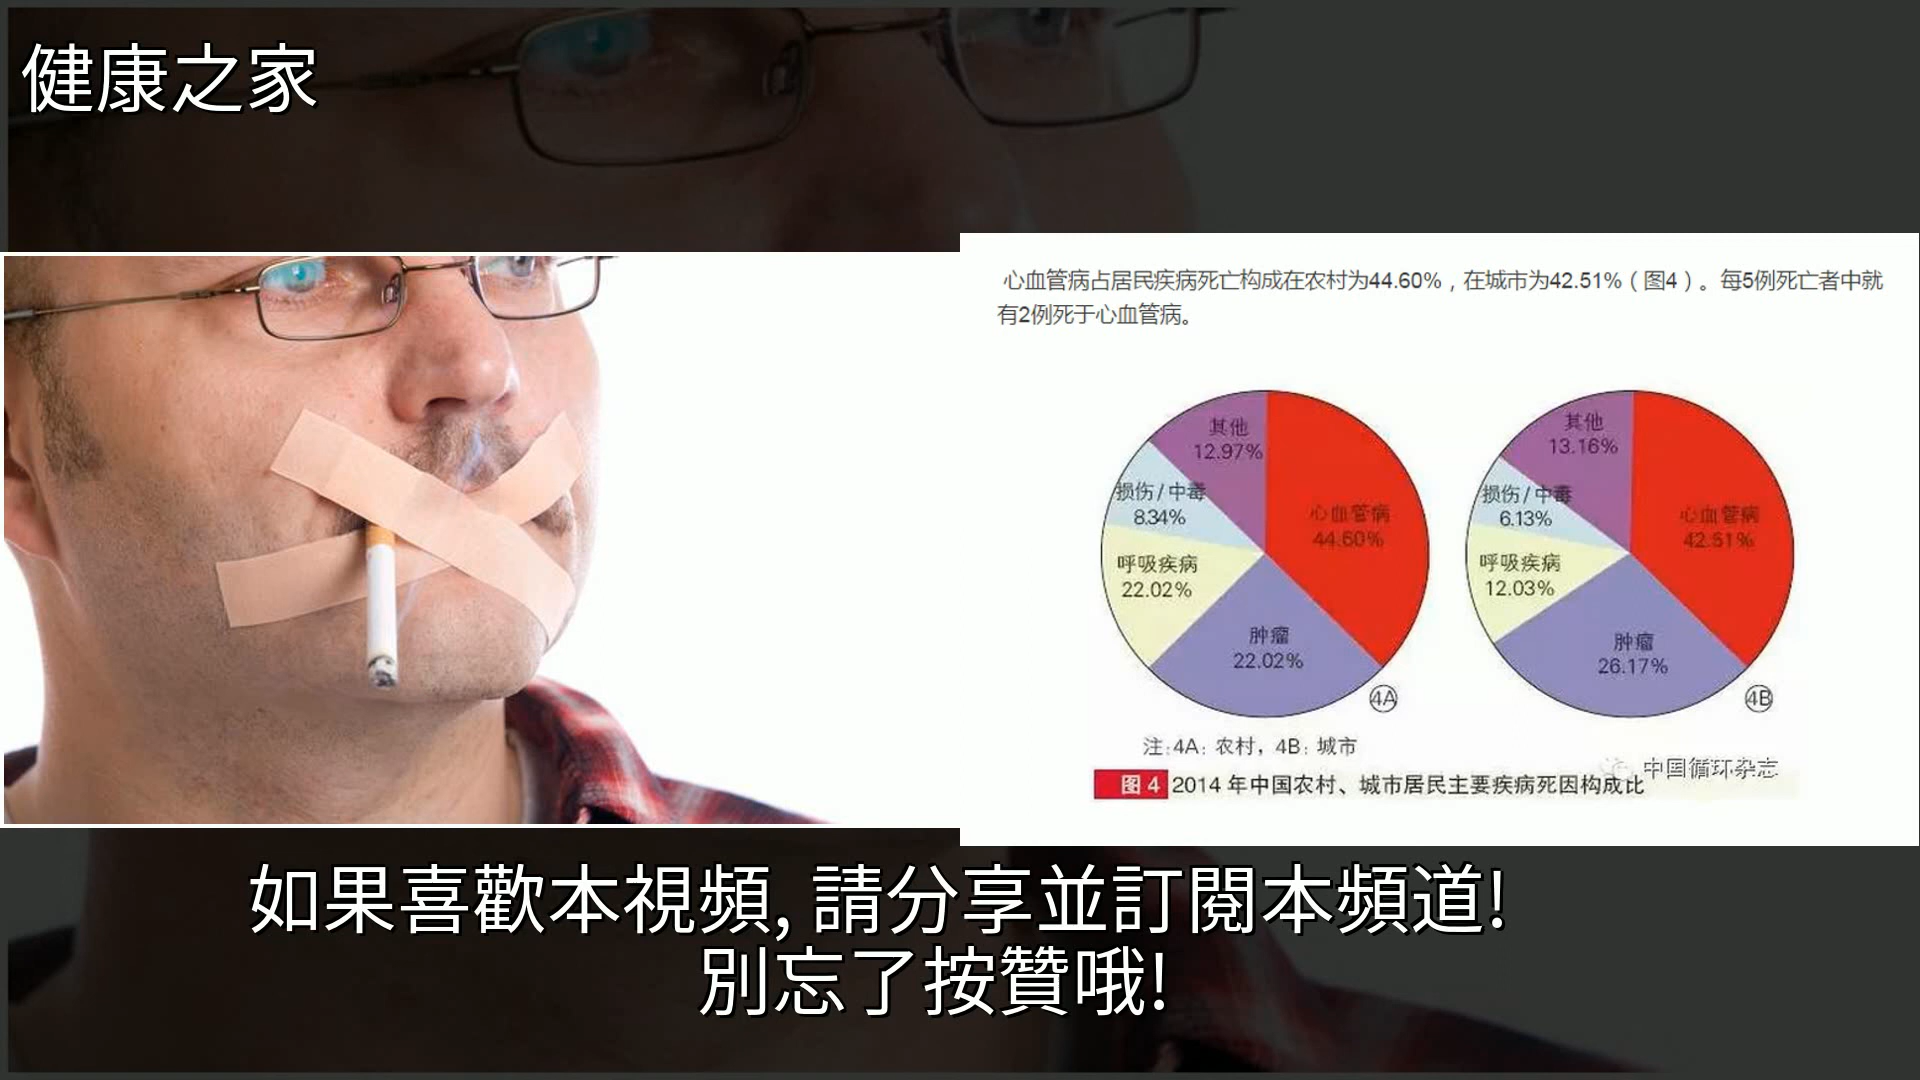 健康之家
心血管病占居民疾病死亡构成在农村为44.60%，在城市为42.51%（图4）。每5例死亡者中就
有2例死于心血管病。
其他
12.97%
损伤/中毒
8.34%
呼吸疾病
22.02%
心血管病
44.60%
肿瘤
22.02%
4A
其他
13.16%
损伤/中毒
6.13%
呼吸疾病
12.03%
心血管病
42.51%
肿瘤
26.17%
4B
注:4A: 农村，4B: 城市
中国循环杂志
图 4 2014 年中国农村、城市居民主要疾病死因构成比
如果喜歡本視頻, 請分享並訂閱本頻道!
別忘了按贊哦!